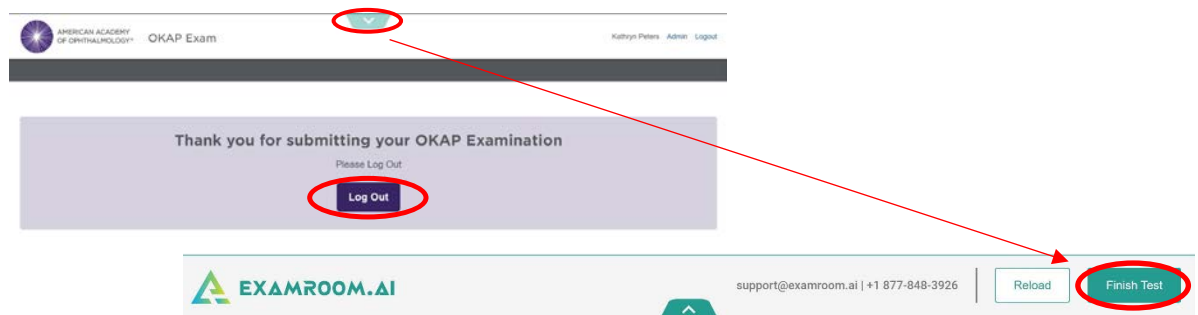 AMERICAN ACADEMY
OF OPHTHALMOLOGY®
OKAP Exam
Kathryn Peters Admin Logout
Thank you for submitting your OKAP Examination
Please Log Out
Log Out
EXAMROOM.AI
support@examroom.ai | +1 877-848-3926
Reload
Finish Test